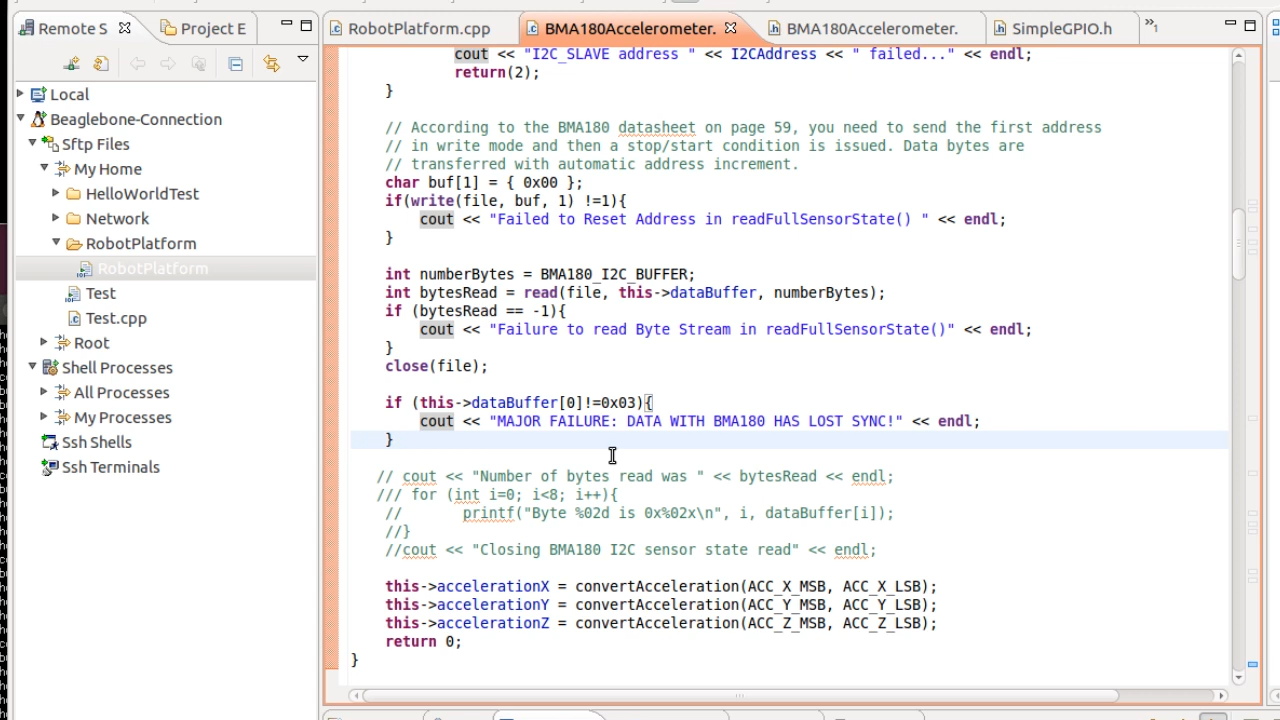 Remote S
Project E
RobotPlatform.cpp
BMA180Accelerometer.
BMA180Accelerometer.
SimpleGPIO.h
»1
Local
Beaglebone-Connection
Sftp Files
My Home
HelloWorldTest
Network
RobotPlatform
RobotPlatform
Test
Test.cpp
Root
Shell Processes
All Processes
My Processes
Ssh Shells
Ssh Terminals
cout << "I2C_SLAVE address " << I2CAddress << " failed..." << endl;
return(2);
}
// According to the BMA180 datasheet on page 59, you need to send the first address
// in write mode and then a stop/start condition is issued. Data bytes are
// transferred with automatic address increment.
char buf[1] = { 0x00 };
if(write(file, buf, 1) !=1){
cout << "Failed to Reset Address in readFullSensorState() " << endl;
}
int numberBytes = BMA180_I2C_BUFFER;
int bytesRead = read(file, this->dataBuffer, numberBytes);
if (bytesRead == -1){
cout << "Failure to read Byte Stream in readFullSensorState()" << endl;
}
close(file);
if (this->dataBuffer[0]!=0x03){
cout << "MAJOR FAILURE: DATA WITH BMA180 HAS LOST SYNC!" << endl;
}
// cout << "Number of bytes read was " << bytesRead << endl;
/// for (int i=0; i<8; i++){
// printf("Byte %02d is 0x%02x\n", i, dataBuffer[i]);
//}
//cout << "Closing BMA180 I2C sensor state read" << endl;
this->accelerationX = convertAcceleration(ACC_X_MSB, ACC_X_LSB);
this->accelerationY = convertAcceleration(ACC_Y_MSB, ACC_Y_LSB);
this->accelerationZ = convertAcceleration(ACC_Z_MSB, ACC_Z_LSB);
return 0;
}